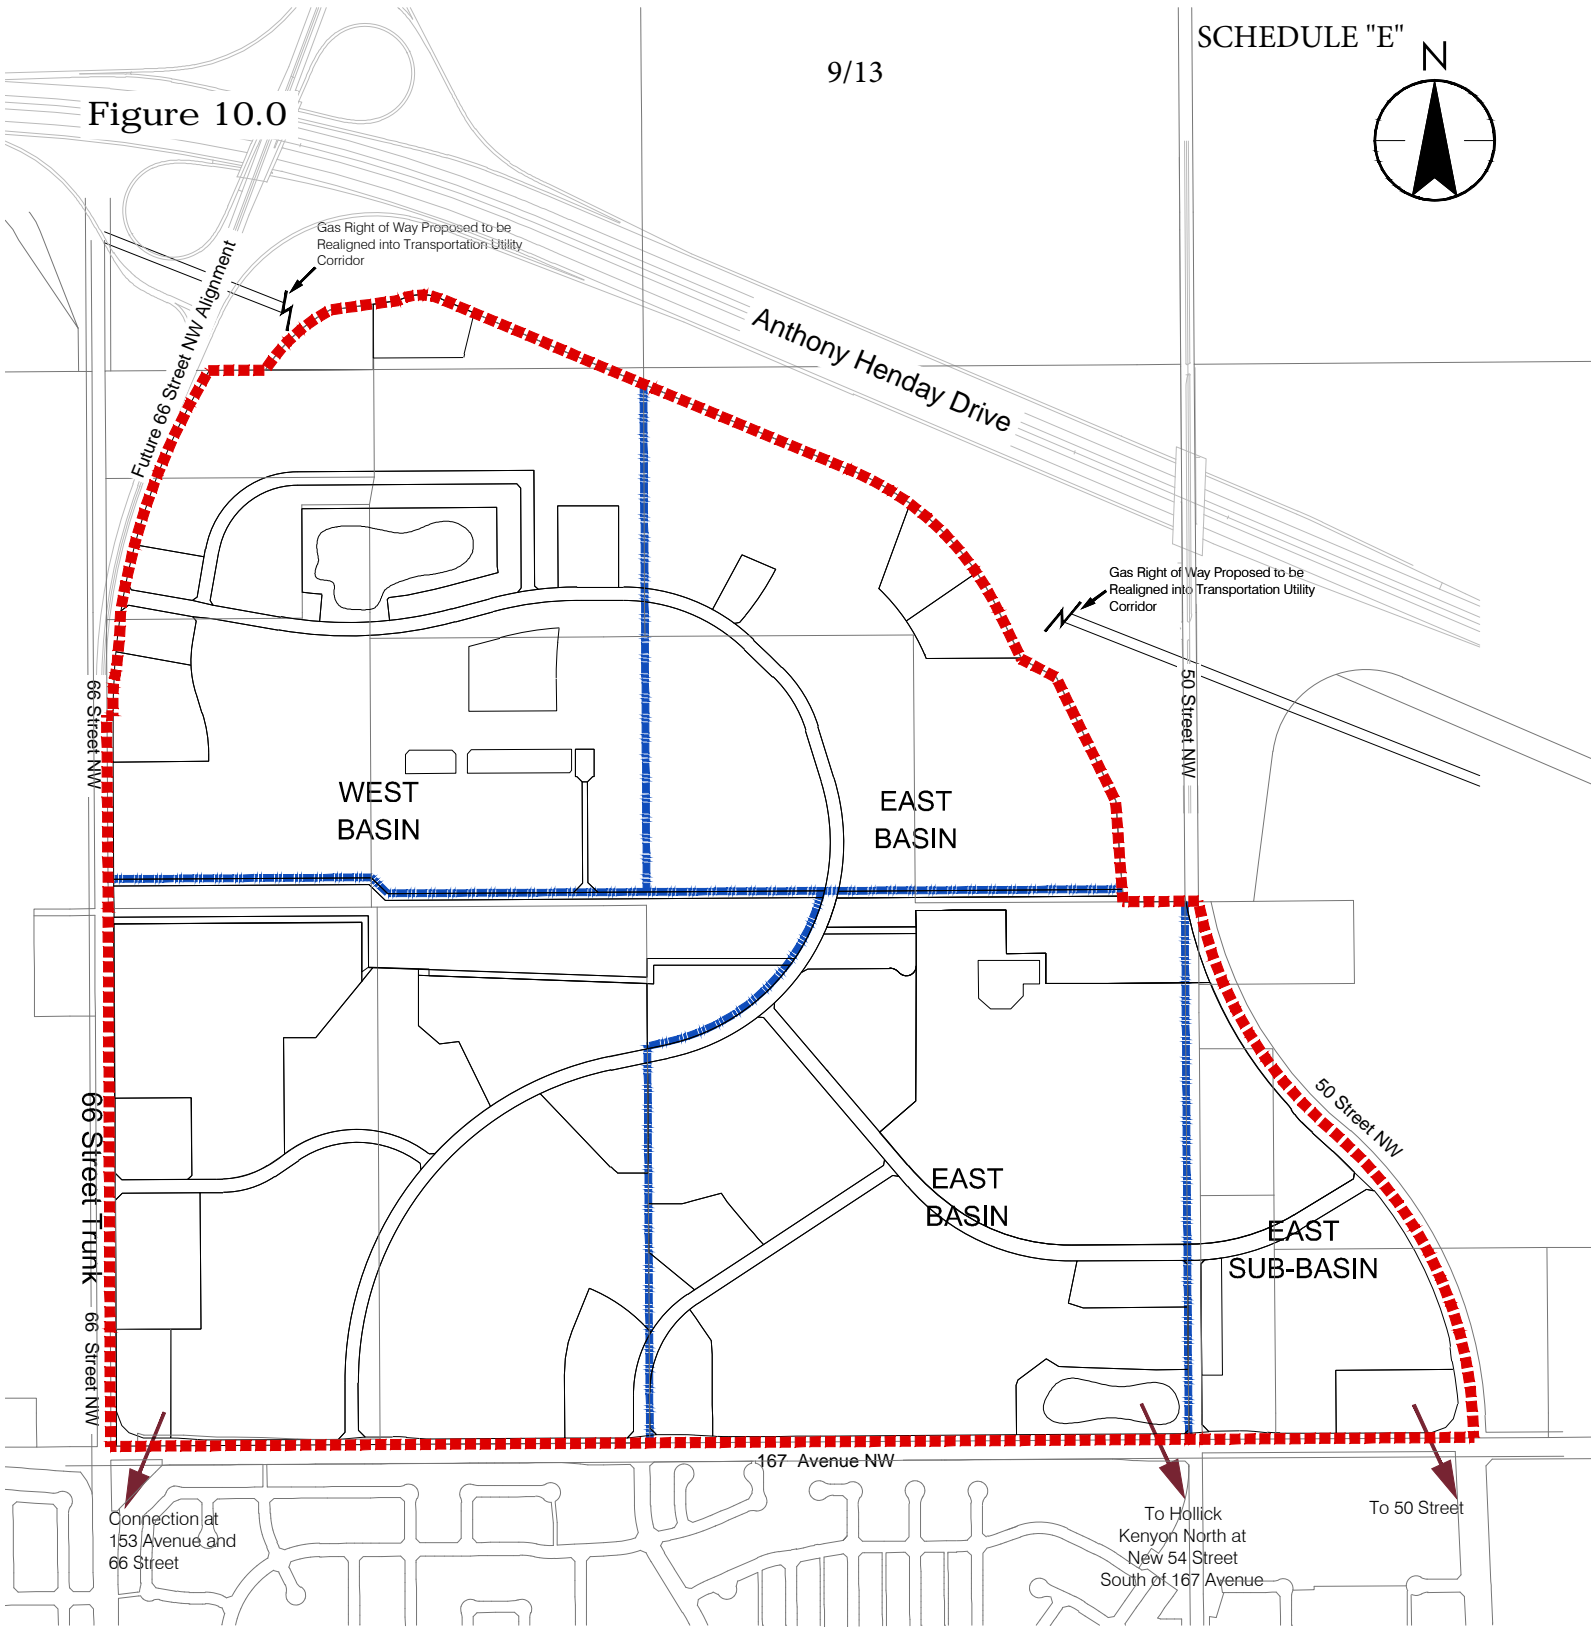 SCHEDULE "E"
9/13
N
Figure 10.0
Gas Right of Way Proposed to be
Realigned into Transportation Utility
Corridor
Future 66 Street NW Alignment
Anthony Henday Drive
Gas Right of Way Proposed to be
Realigned into Transportation Utility
Corridor
66 Street NW
50 Street NW
WEST
BASIN
EAST
BASIN
66 Street Trunk
50 Street NW
EAST
BASIN
EAST
SUB-BASIN
66 Street NW
167 Avenue NW
Connection at
153 Avenue and
66 Street
To Hollick
Kenyon North at
New 54 Street
South of 167 Avenue
To 50 Street